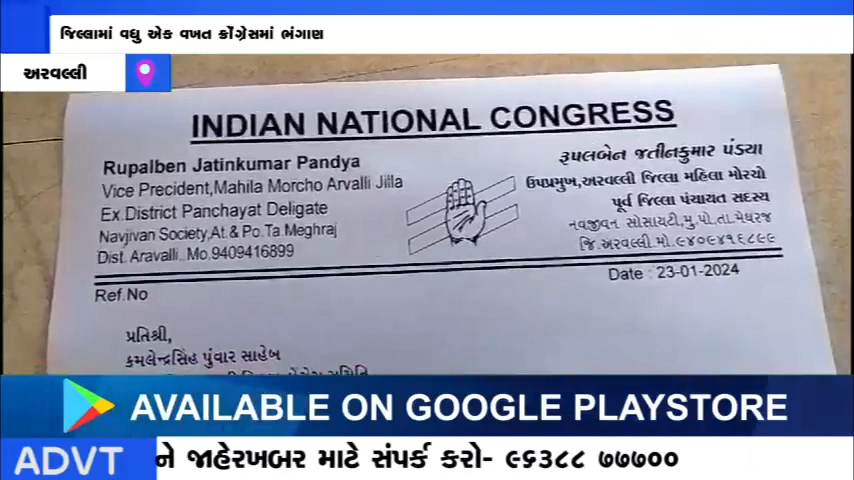 જિલ્લામાં વધુ એક વખત કોંગ્રેસમાં ભંગાણ
અરવલ્લી
INDIAN NATIONAL CONGRESS
Rupalben Jatinkumar Pandya
Vice Precident,Mahila Morcho Arvalli Jilla
Ex.District Panchayat Deligate
Navjivan Society,At.& Po.Ta.Meghraj
Dist. Aravalli. Mo.9409416899
રૂપલબેન જતીનકુમાર પંડયા
ઉપપ્રમુખ,અરવલ્લી જિલ્લા મહિલા મોરચો
પૂર્વ જિલ્લા પંચાયત સદસ્ય
નવજીવન સોસાયટી,મુ.પો.તા.મેઘરજ
જિ.અરવલ્લી.મો.૯૪૦૯૪૧૬૮૯૯
Ref.No
Date : 23-01-2024
પ્રતિશ્રી,
કમલેન્દ્રસિંહ પુંવાર સાહેબ
AVAILABLE ON GOOGLE PLAYSTORE
ADVT
ને જાહેરખબર માટે સંપર્ક કરો- ૯૬૩૮૮ ૭૭૭૦૦